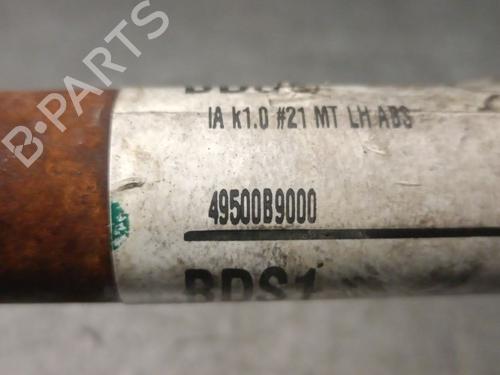 IA k1.0 #21 MT LH ABS
49500B9000
BDS1
B-PARTS